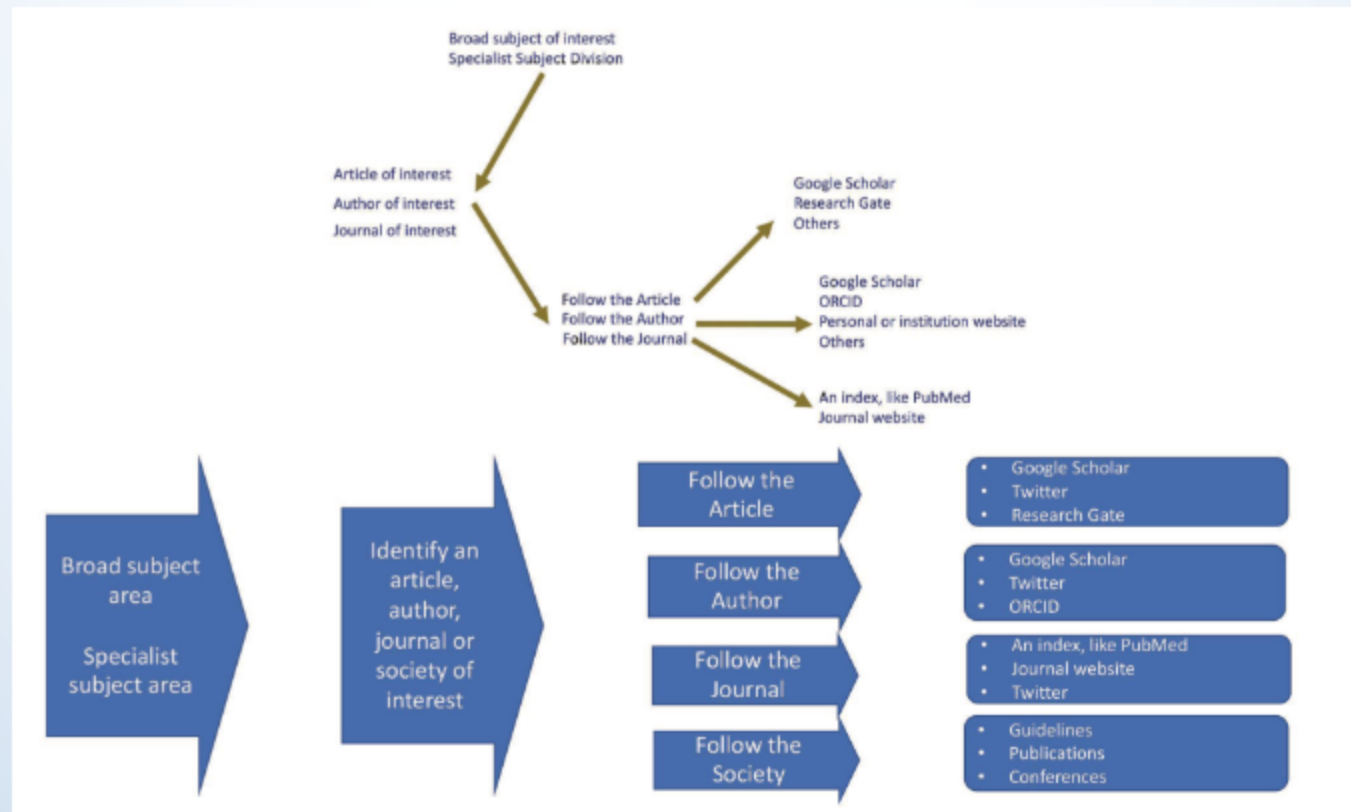 Broad subject of interest
Specialist Subject Division
Article of interest
Author of interest
Journal of interest
Google Scholar
Research Gate
Others
Follow the Article
Follow the Author
Follow the Journal
Google Scholar
ORCID
Personal or institution website
Others
An index, like PubMed
Journal website
Broad subject
area
Specialist
subject area
Identify an
article,
author,
journal or
society of
interest
Follow the
Article
• Google Scholar
• Twitter
• Research Gate
Follow the
Author
• Google Scholar
• Twitter
• ORCID
Follow the
Journal
• An index, like PubMed
• Journal website
• Twitter
Follow the
Society
• Guidelines
• Publications
• Conferences